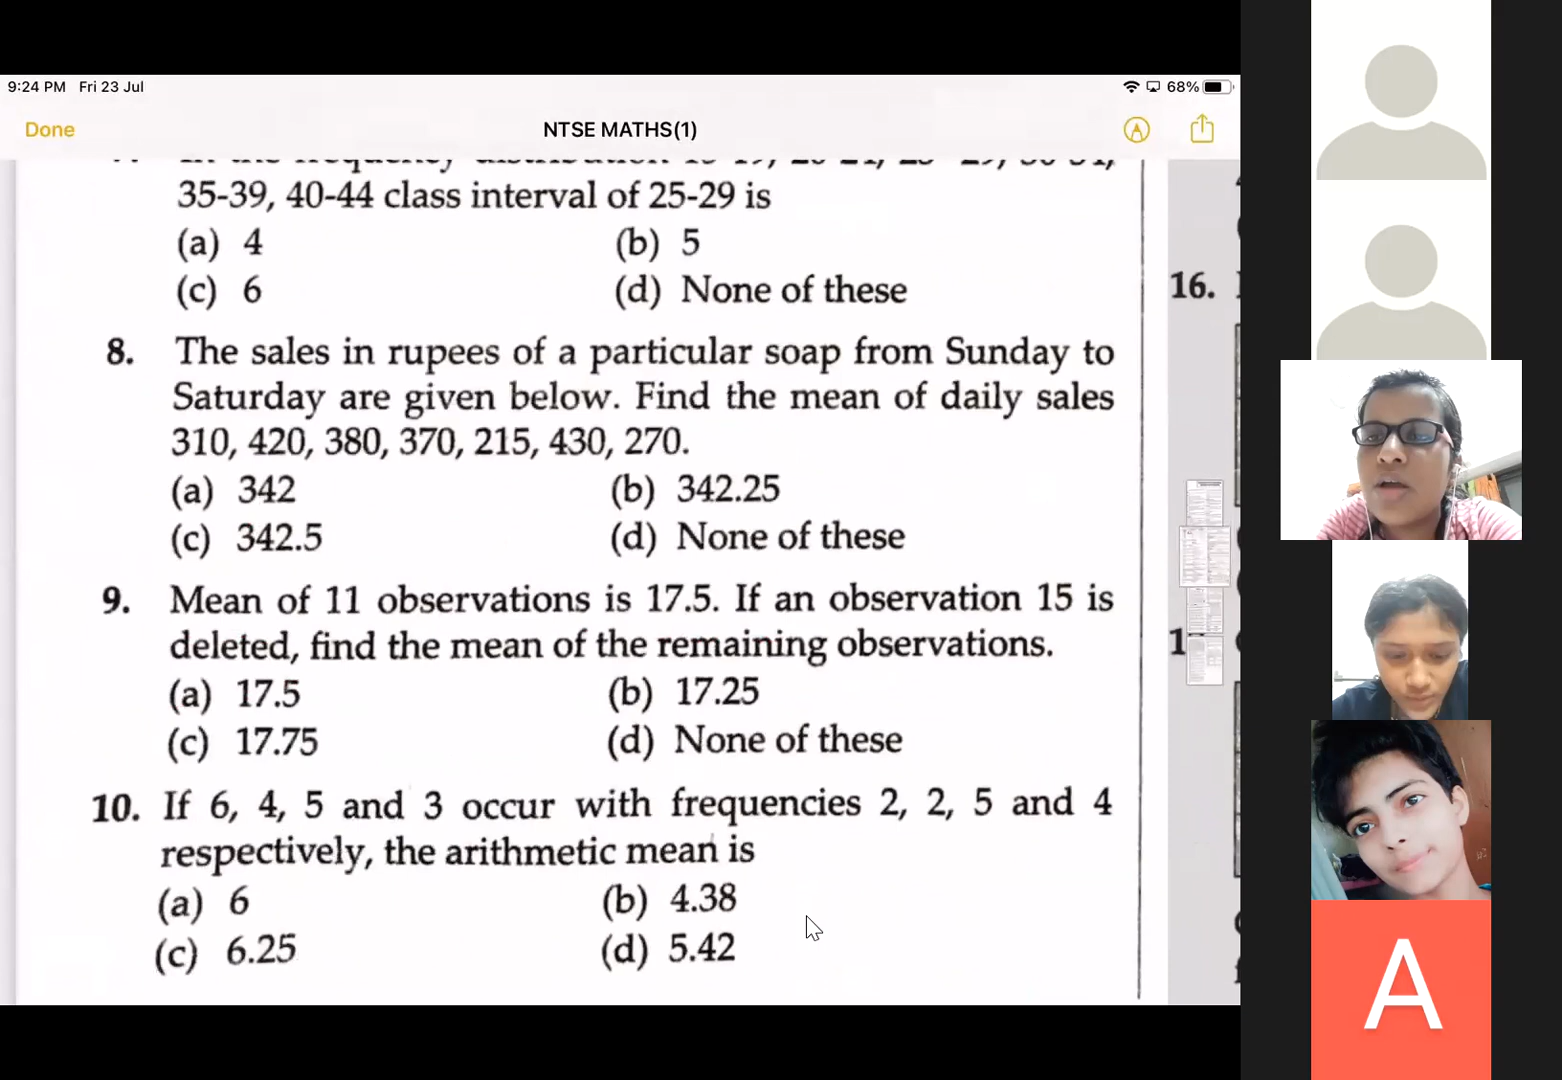 9:24 PM Fri 23 Jul
68%
Done
NTSE MATHS(1)
35-39, 40-44 class interval of 25-29 is
(a) 4 (b) 5
(c) 6 (d) None of these
8. The sales in rupees of a particular soap from Sunday to
Saturday are given below. Find the mean of daily sales
310, 420, 380, 370, 215, 430, 270.
(a) 342 (b) 342.25
(c) 342.5 (d) None of these
9. Mean of 11 observations is 17.5. If an observation 15 is
deleted, find the mean of the remaining observations.
(a) 17.5 (b) 17.25
(c) 17.75 (d) None of these
10. If 6, 4, 5 and 3 occur with frequencies 2, 2, 5 and 4
respectively, the arithmetic mean is
(a) 6 (b) 4.38
(c) 6.25 (d) 5.42
16.
A